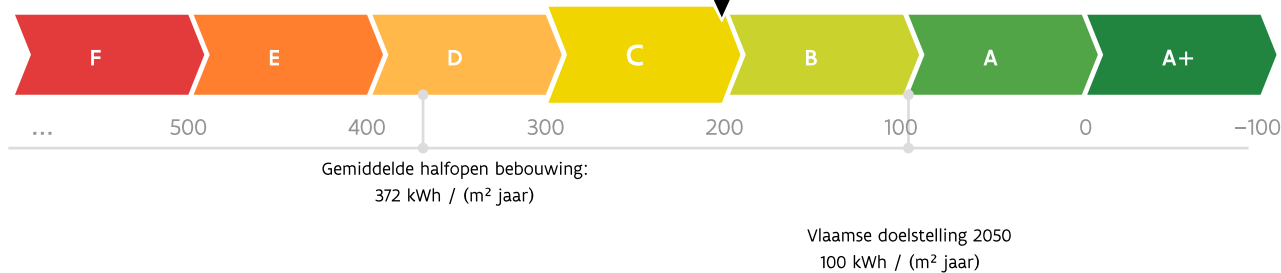 F E D C B A A+
... 500 400 300 200 100 0 −100
Gemiddelde halfopen bebouwing:
372 kWh / (m² jaar)
Vlaamse doelstelling 2050
100 kWh / (m² jaar)